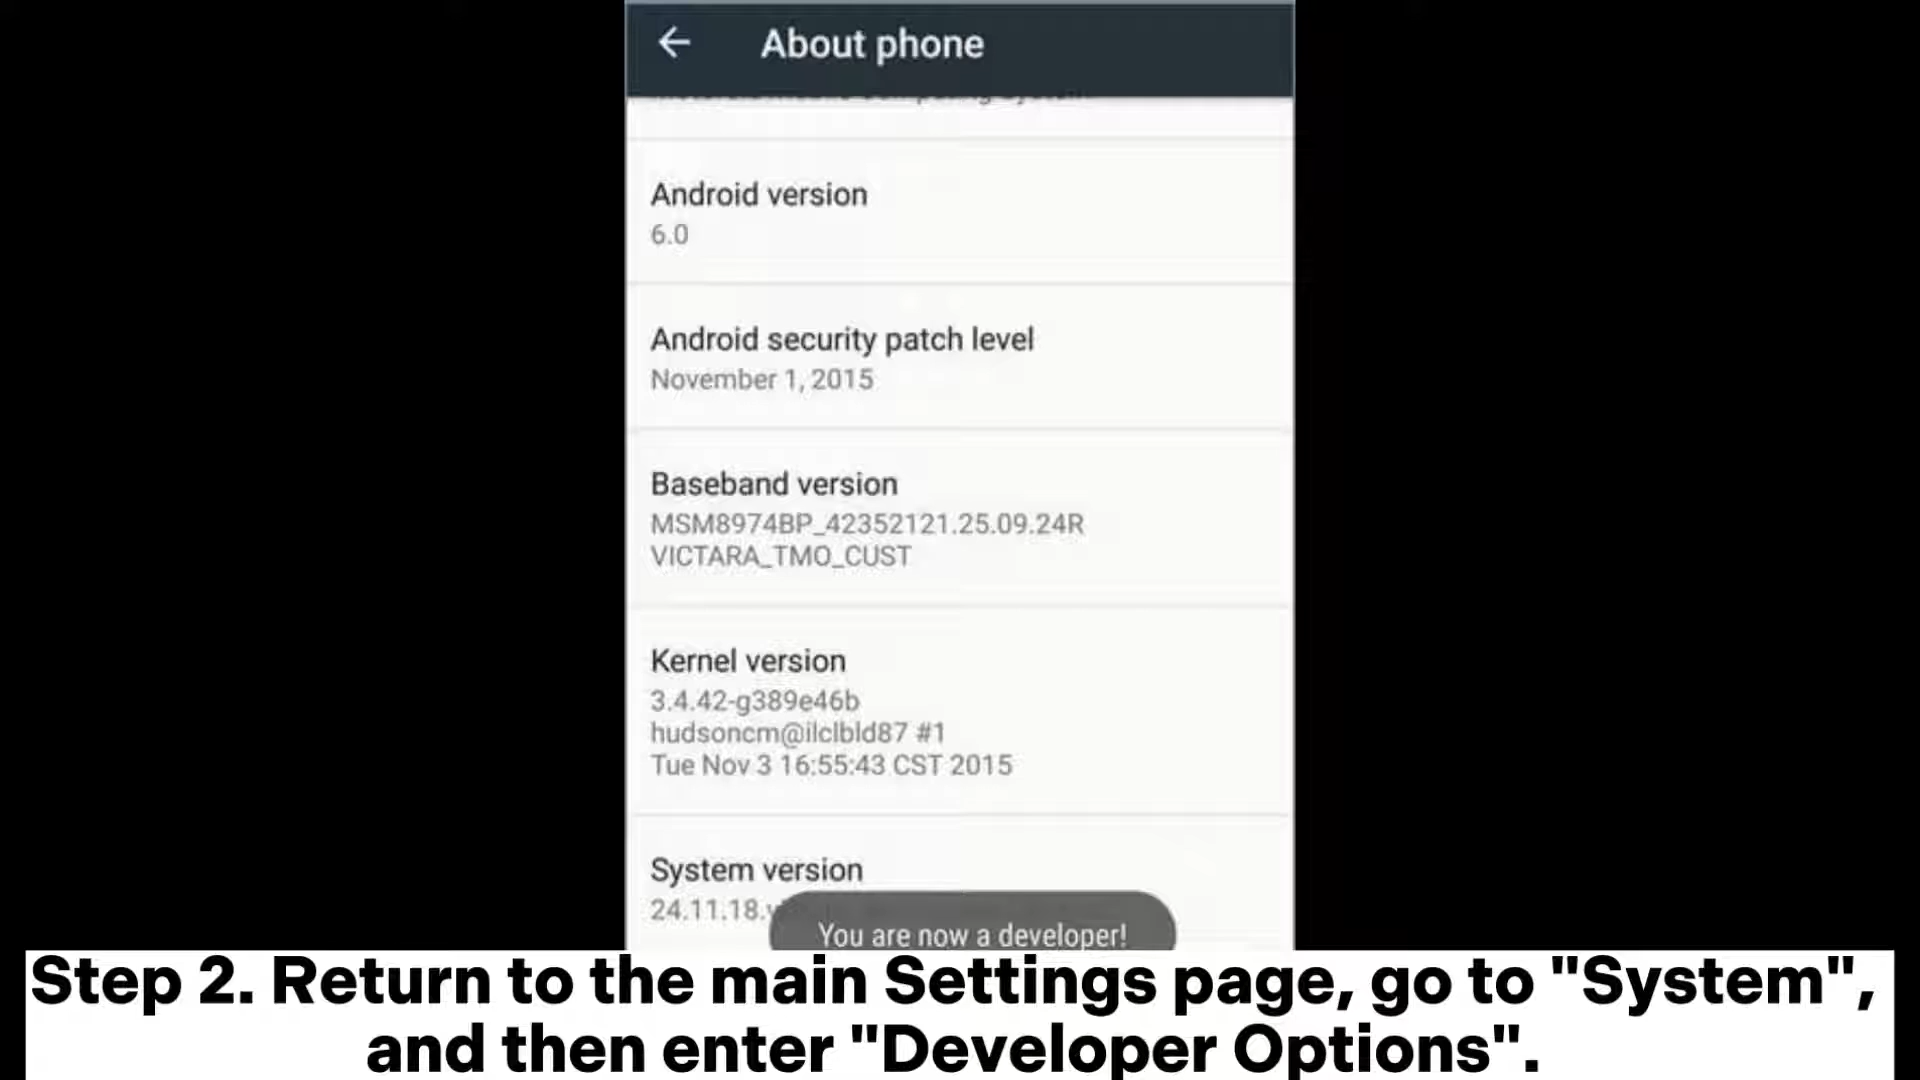 About phone
Android version
6.0
Android security patch level
November 1, 2015
Baseband version
MSM8974BP_42352121.25.09.24R
VICTARA_TMO_CUST
Kernel version
3.4.42-g389e46b
hudsoncm@ilclbld87 #1
Tue Nov 3 16:55:43 CST 2015
System version
24.11.18.
You are now a developer!
Step 2. Return to the main Settings page, go to "System",
and then enter "Developer Options".